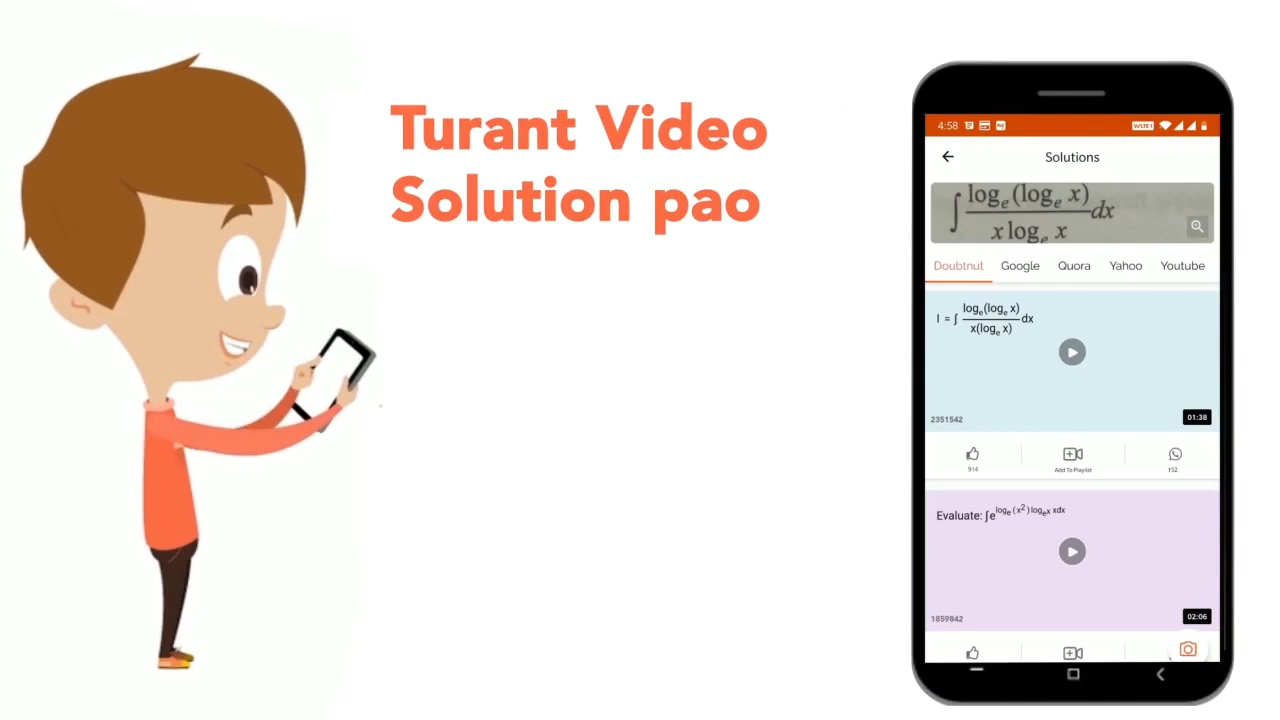 Turant Video
Solution pao
4:58
Solutions
∫ logₑ(logₑ x) / x logₑ x dx
Doubtnut Google Quora Yahoo Youtube
I = ∫ logₑ(logₑ x) / x(logₑ x) dx
2351542 01:38
914 Add To Playlist 152
Evaluate: ∫e^logₑ(x²)logₑx xdx
1859842 02:06